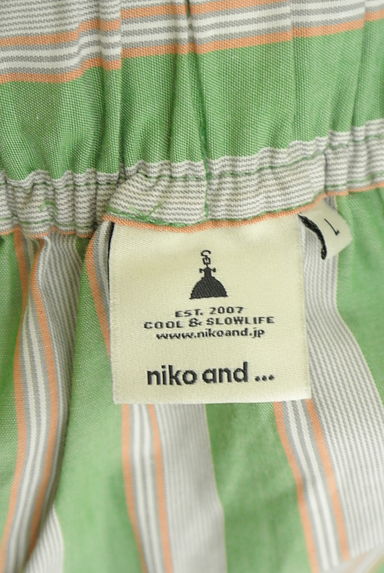 L
EST. 2007
COOL & SLOWLIFE
www.nikoand.jp
niko and ...